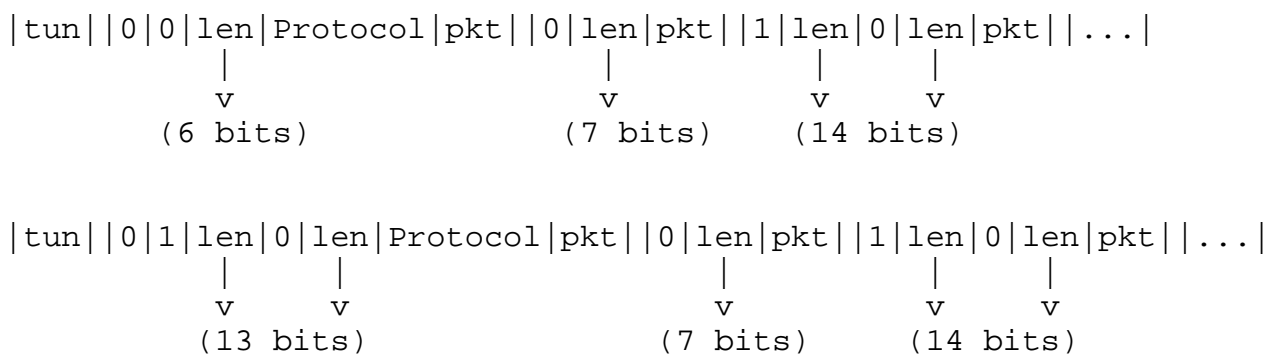 |tun||0|0|len|Protocol|pkt||0|len|pkt||1|len|0|len|pkt||...|
| | | |
v v v v
(6 bits) (7 bits) (14 bits)
|tun||0|1|len|0|len|Protocol|pkt||0|len|pkt||1|len|0|len|pkt||...|
| | | | |
v v v v v
(13 bits) (7 bits) (14 bits)